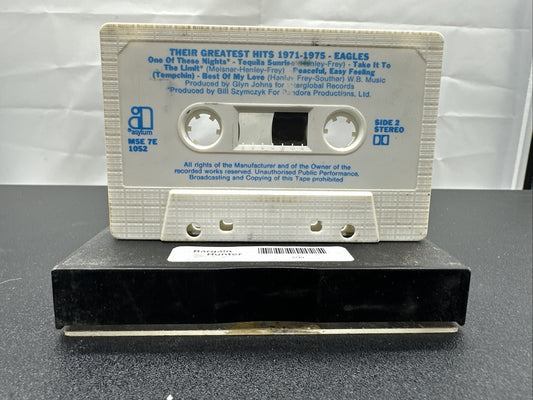 THEIR GREATEST HITS 1971-1975 - EAGLES
One Of These Nights* - Tequila Sunrise (Henley-Frey) - Take It To
The Limit* (Meisner-Henley-Frey) - Peaceful, Easy Feeling
(Tempchin) - Best Of My Love (Henley-Frey-Souther) W.B. Music
Produced by Glyn Johns for Interglobal Records
*Produced by Bill Szymczyk For Pandora Productions, Ltd.
asylum
MSE 7E
1052
SIDE 2
STEREO
All rights of the Manufacturer and of the Owner of the
recorded works reserved. Unauthorised Public Performance,
Broadcasting and Copying of this Tape prohibited
Bargain
Hunter